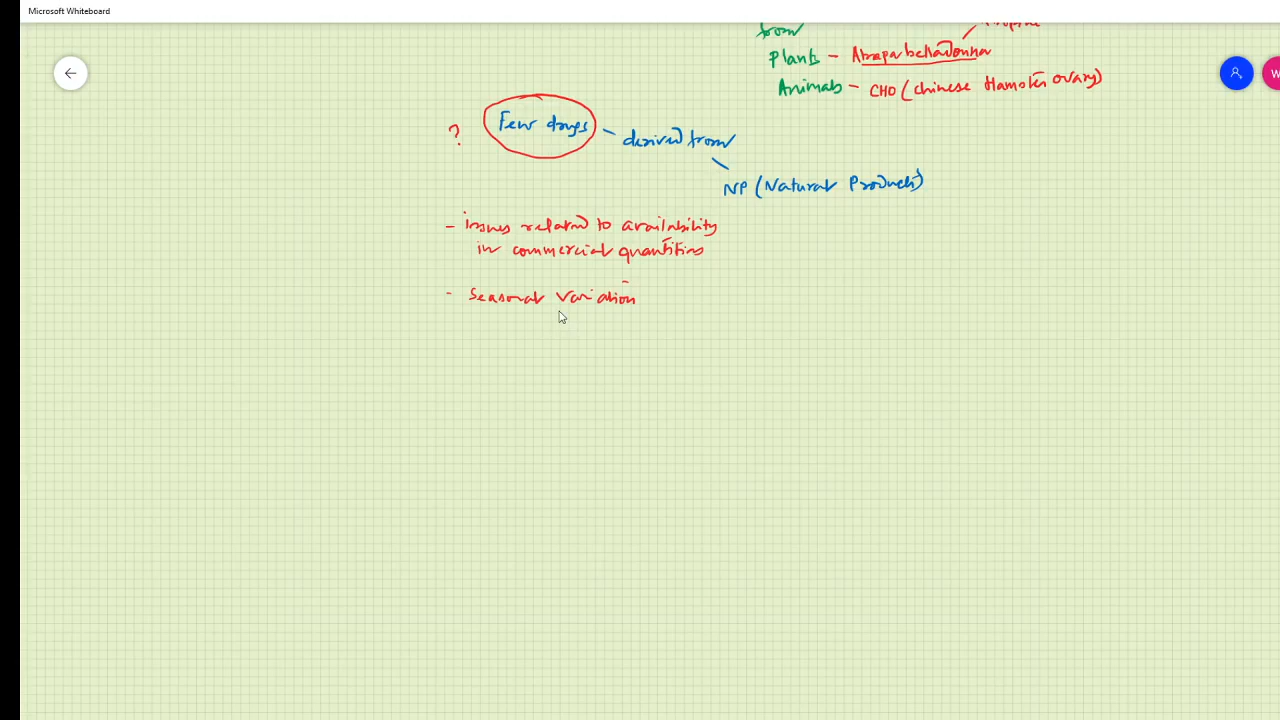 Microsoft Whiteboard
from
Plants - Atropa belladonna
Animals - CHO (Chinese Hamster Ovary)
? Few drugs - derived from
NP (Natural Products)
- issues related to availability
in commercial quantities
- Seasonal Variation
W